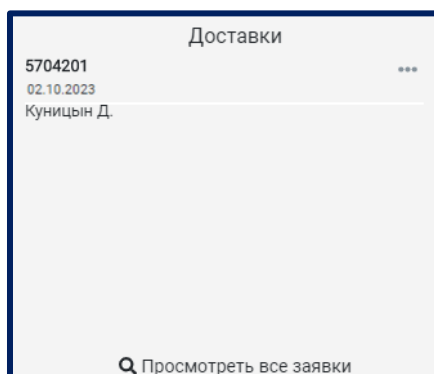 Доставки
5704201
02.10.2023
Куницын Д.
Просмотреть все заявки